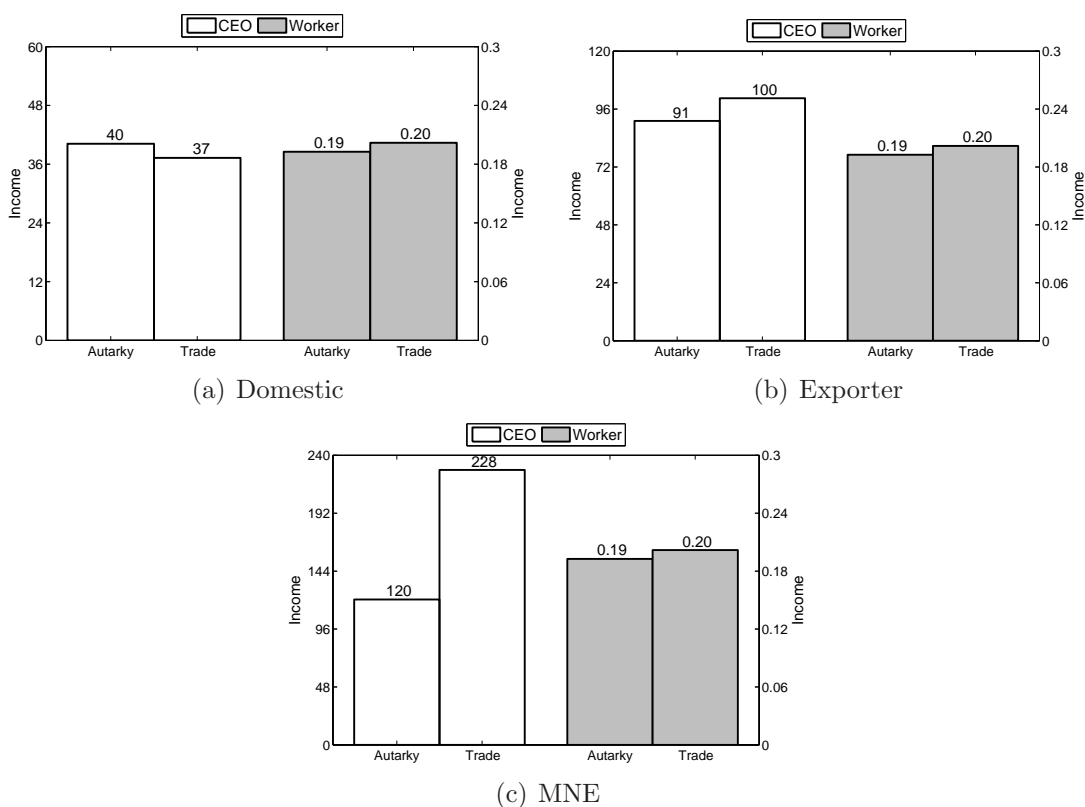 CEO Worker
60 0.3
48 0.24
40 37 0.19 0.20
36 0.18
Income Income
24 0.12
12 0.06
0 0
Autarky Trade Autarky Trade
(a) Domestic
CEO Worker
120 0.3
100
96 0.24
91
0.19 0.20
72 0.18
Income Income
48 0.12
24 0.06
0 0
Autarky Trade Autarky Trade
(b) Exporter
CEO Worker
240 0.3
228
192 0.24
0.19 0.20
144 0.18
120
Income Income
96 0.12
48 0.06
0 0
Autarky Trade Autarky Trade
(c) MNE